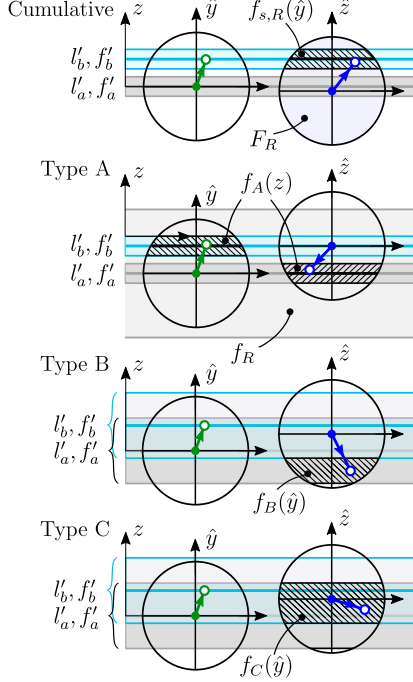 Cumulative z ŷ f_{s,R}(ŷ) ẑ
l'_b, f'_b
l'_a, f'_a
F_R
Type A z ŷ f_A(z) ẑ
l'_b, f'_b
l'_a, f'_a
f_R
Type B z ŷ ẑ
l'_b, f'_b
l'_a, f'_a
f_B(ŷ)
Type C z ŷ ẑ
l'_b, f'_b
l'_a, f'_a
f_C(ŷ)